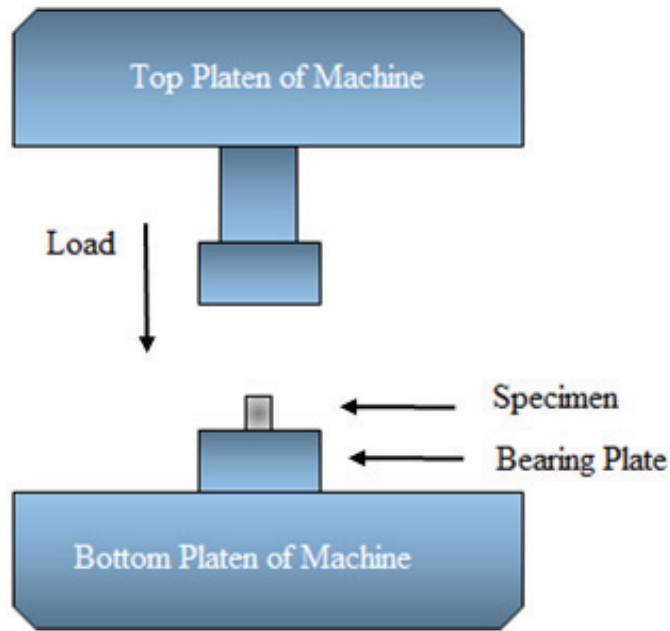 Top Platen of Machine
Load
Specimen
Bearing Plate
Bottom Platen of Machine